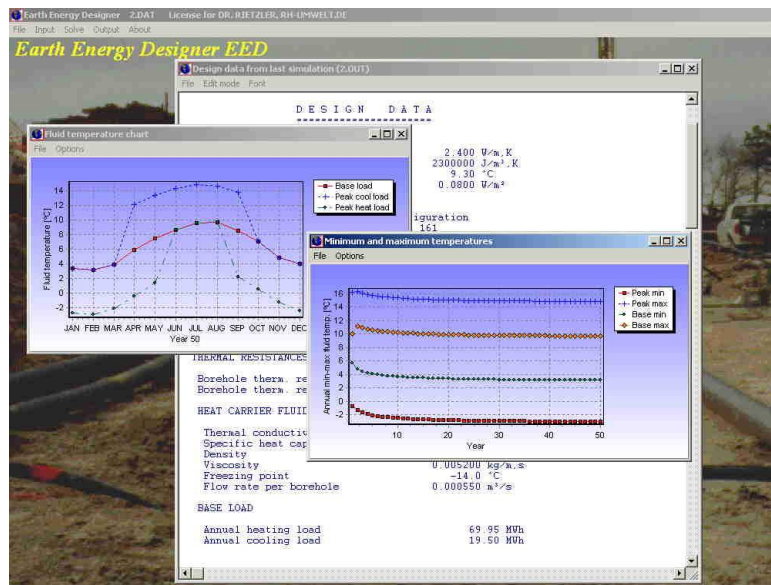 Earth Energy Designer 2.DAT License for DR. RIETZLER, RH-UMWELT.DE
File Input Solve Output About
Earth Energy Designer EED
Design data from last simulation (2.OUT)
File Edit mode Font
D E S I G N D A T A
2.400 W/m,K
2300000 J/m³,K
9.30 °C
0.0800 W/m²
iguration
161
Fluid temperature chart
File Options
Fluid temperature [ºC]
14
12
10
8
6
4
2
0
-2
JAN FEB MAR APR MAY JUN JUL AUG SEP OCT NOV DEC
Year 50
Base load
Peak cool load
Peak heat load
Minimum and maximum temperatures
File Options
Annual min-max fluid temp. [ºC]
16
14
12
10
8
6
4
2
0
-2
10 20 30 40 50
Year
Peak min
Peak max
Base min
Base max
THERMAL RESISTANCES
Borehole therm. re
Borehole therm. re
HEAT CARRIER FLUID
Thermal conductiv
Specific heat cap
Density
Viscosity 0.005200 kg/m,s
Freezing point -14.0 °C
Flow rate per borehole 0.000550 m³/s
BASE LOAD
Annual heating load 69.95 MWh
Annual cooling load 19.50 MWh